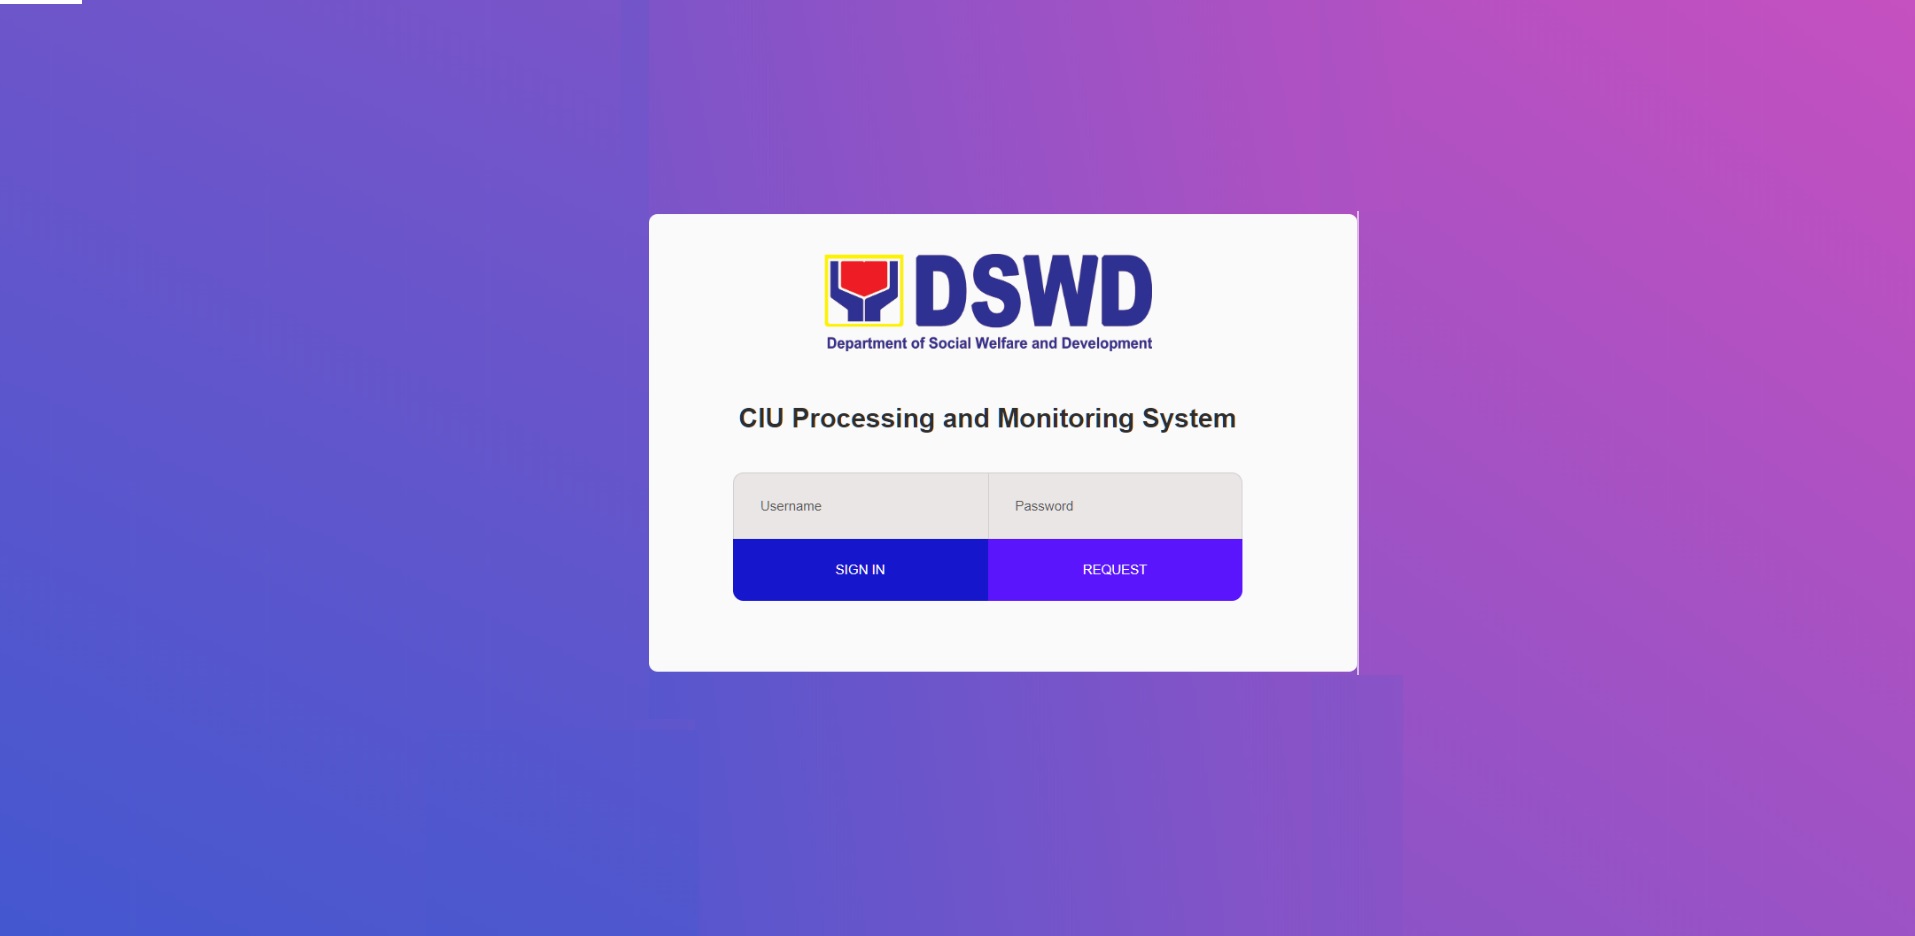 DSWD
Department of Social Welfare and Development
CIU Processing and Monitoring System
Username
Password
SIGN IN
REQUEST